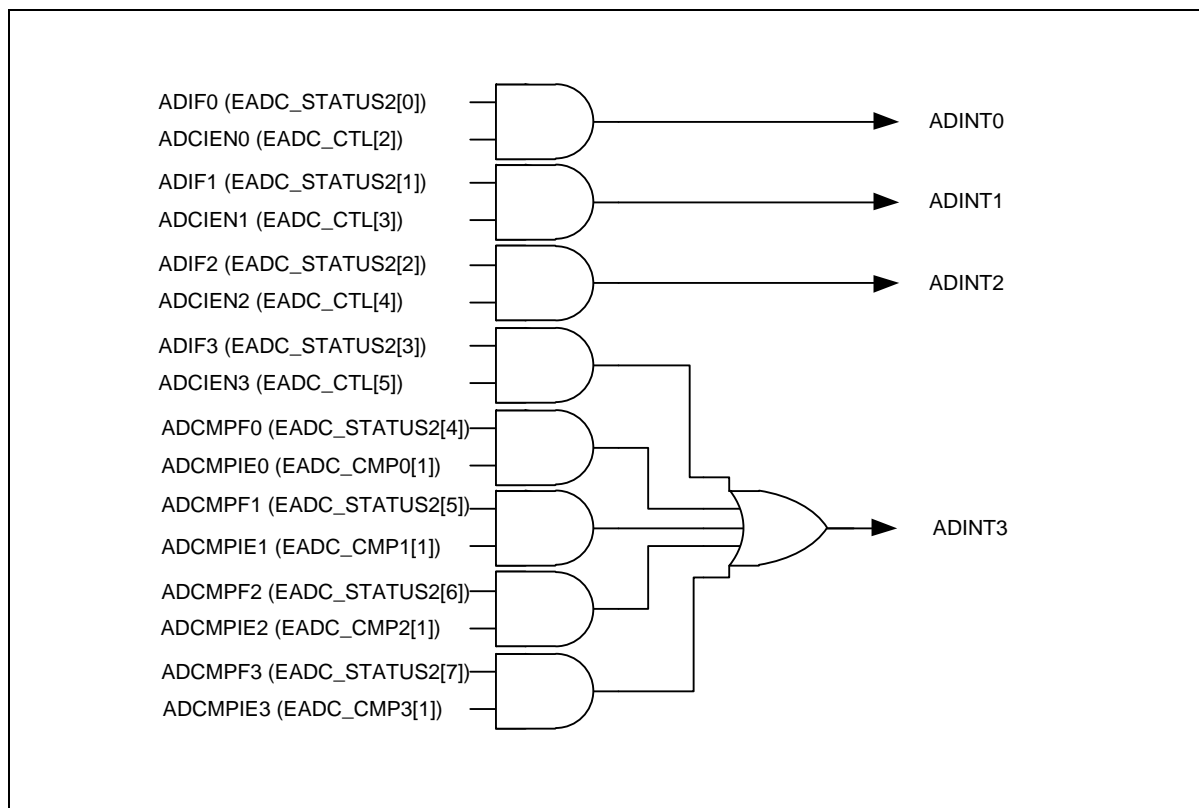 ADIF0 (EADC_STATUS2[0])
ADCIEN0 (EADC_CTL[2])
ADINT0
ADIF1 (EADC_STATUS2[1])
ADCIEN1 (EADC_CTL[3])
ADINT1
ADIF2 (EADC_STATUS2[2])
ADCIEN2 (EADC_CTL[4])
ADINT2
ADIF3 (EADC_STATUS2[3])
ADCIEN3 (EADC_CTL[5])
ADCMPF0 (EADC_STATUS2[4])
ADCMPIE0 (EADC_CMP0[1])
ADCMPF1 (EADC_STATUS2[5])
ADCMPIE1 (EADC_CMP1[1])
ADINT3
ADCMPF2 (EADC_STATUS2[6])
ADCMPIE2 (EADC_CMP2[1])
ADCMPF3 (EADC_STATUS2[7])
ADCMPIE3 (EADC_CMP3[1])